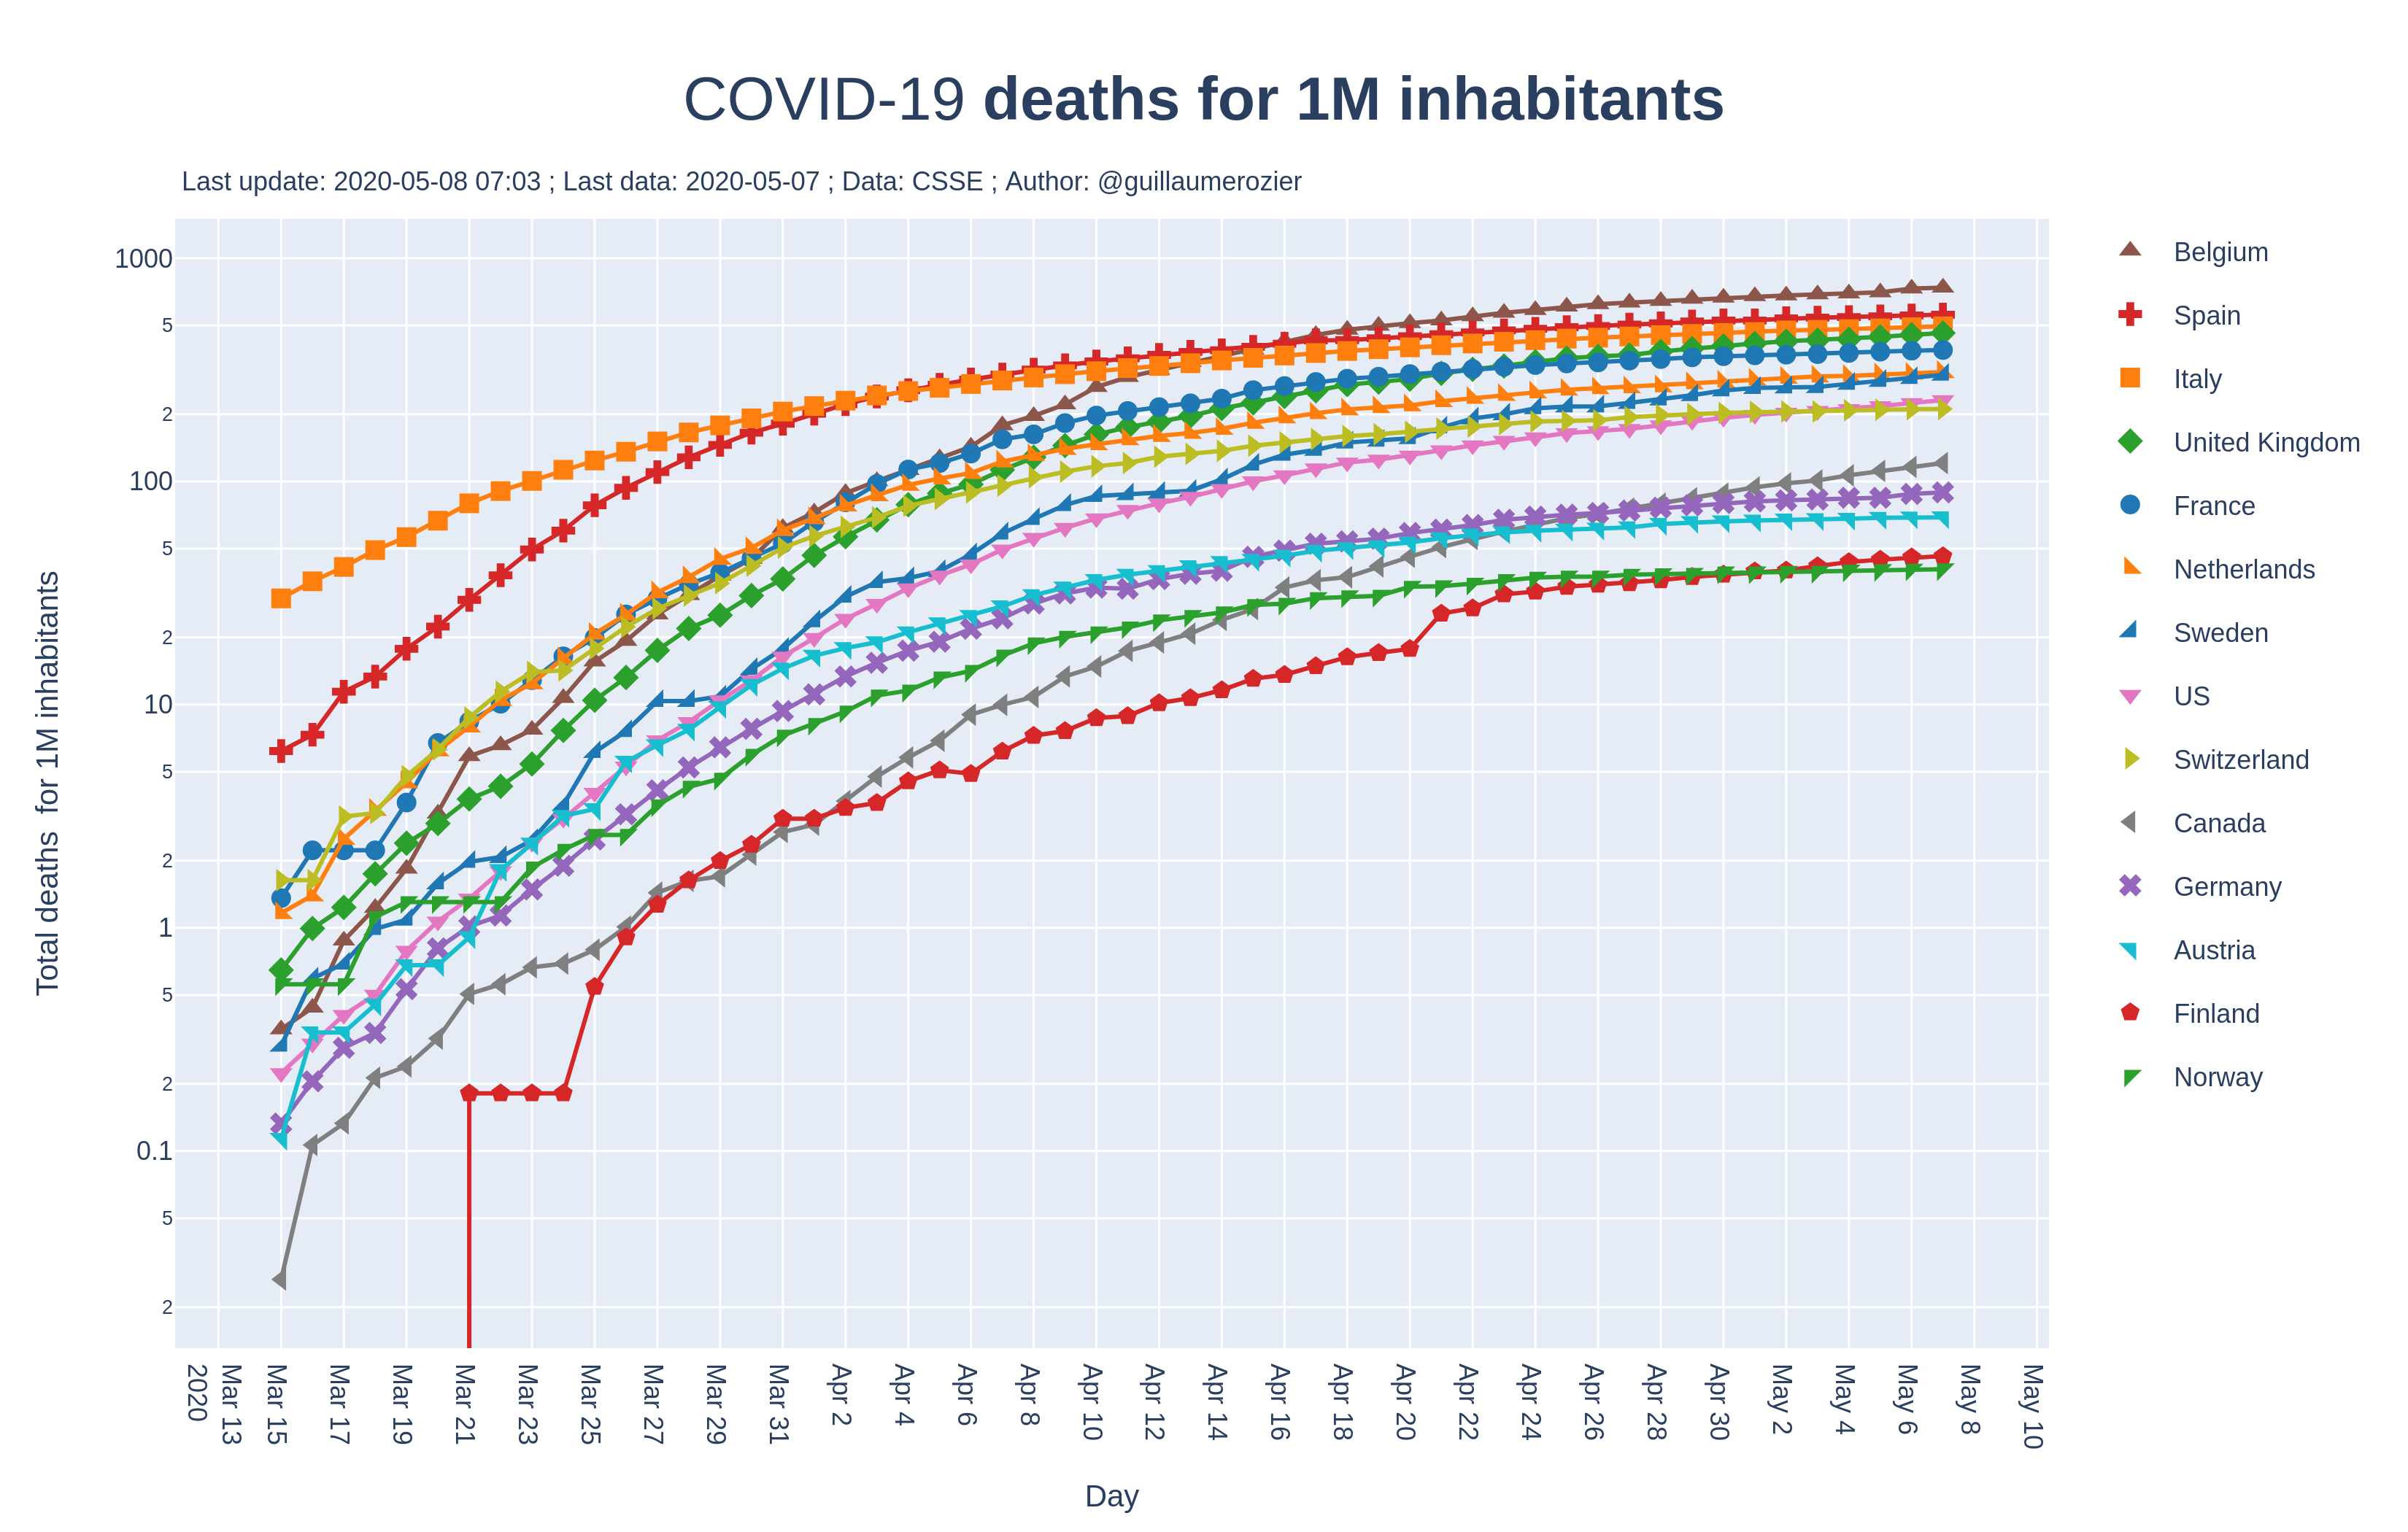 COVID-19 deaths for 1M inhabitants
Last update: 2020-05-08 07:03 ; Last data: 2020-05-07 ; Data: CSSE ; Author: @guillaumerozier
Total deaths for 1M inhabitants
1000
5
2
100
5
2
10
5
2
1
5
2
0.1
5
2
Mar 13
2020
Mar 15
Mar 17
Mar 19
Mar 21
Mar 23
Mar 25
Mar 27
Mar 29
Mar 31
Apr 2
Apr 4
Apr 6
Apr 8
Apr 10
Apr 12
Apr 14
Apr 16
Apr 18
Apr 20
Apr 22
Apr 24
Apr 26
Apr 28
Apr 30
May 2
May 4
May 6
May 8
May 10
Day
Belgium
Spain
Italy
United Kingdom
France
Netherlands
Sweden
US
Switzerland
Canada
Germany
Austria
Finland
Norway